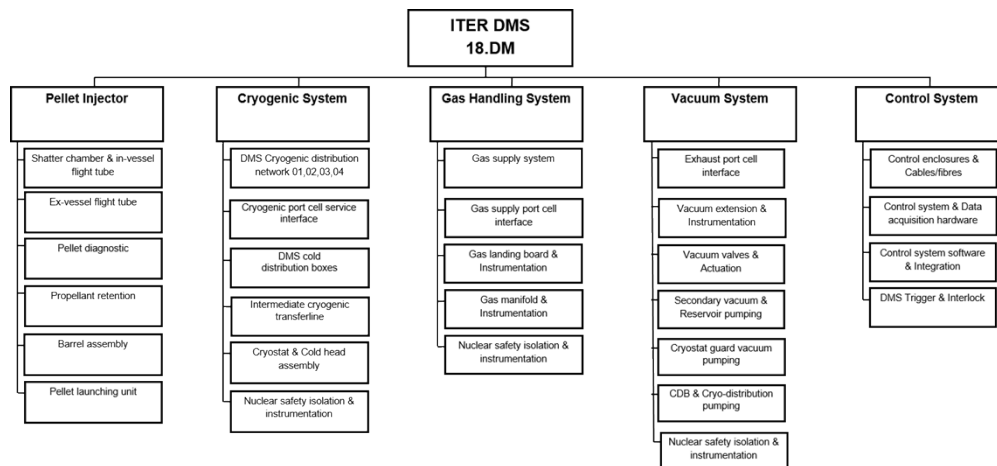 ITER DMS
18.DM
Pellet Injector
Shatter chamber & in-vessel
flight tube
Ex-vessel flight tube
Pellet diagnostic
Propellant retention
Barrel assembly
Pellet launching unit
Cryogenic System
DMS Cryogenic distribution
network 01,02,03,04
Cryogenic port cell service
interface
DMS cold
distribution boxes
Intermediate cryogenic
transferline
Cryostat & Cold head
assembly
Nuclear safety isolation &
instrumentation
Gas Handling System
Gas supply system
Gas supply port cell
interface
Gas landing board &
Instrumentation
Gas manifold &
Instrumentation
Nuclear safety isolation &
instrumentation
Vacuum System
Exhaust port cell
interface
Vacuum extension &
Instrumentation
Vacuum valves &
Actuation
Secondary vacuum &
Reservoir pumping
Cryostat guard vacuum
pumping
CDB & Cryo-distribution
pumping
Nuclear safety isolation &
instrumentation
Control System
Control enclosures &
Cables/fibres
Control system & Data
acquisition hardware
Control system software
& Integration
DMS Trigger & Interlock